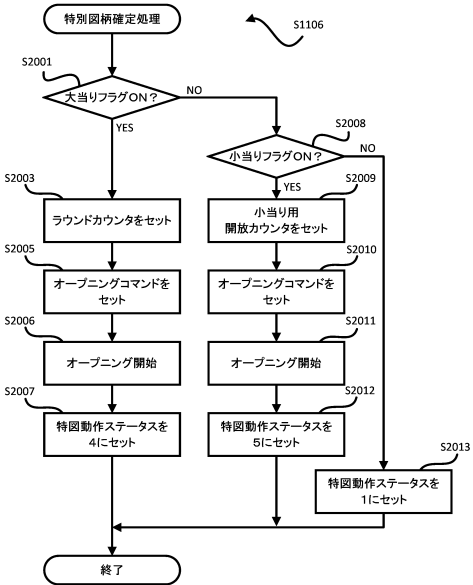 特別図柄確定処理
S1106
S2001
大当りフラグON?
NO
YES
S2008
小当りフラグON?
NO
YES
S2003
ラウンドカウンタをセット
S2009
小当り用
開放カウンタをセット
S2005
オープニングコマンドを
セット
S2010
オープニングコマンドを
セット
S2006
オープニング開始
S2011
オープニング開始
S2007
特図動作ステータスを
4にセット
S2012
特図動作ステータスを
5にセット
S2013
特図動作ステータスを
1にセット
終了